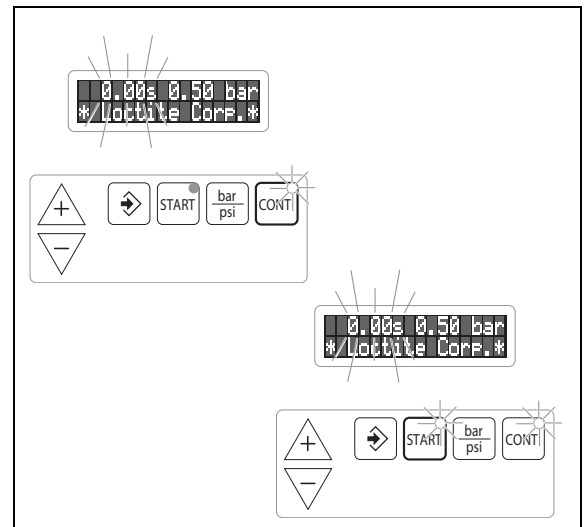 0.00s 0.50 bar
* Loctite Corp.*
+
START
bar
psi
CONT
−
0.00s 0.50 bar
* Loctite Corp.*
+
START
bar
psi
CONT
−